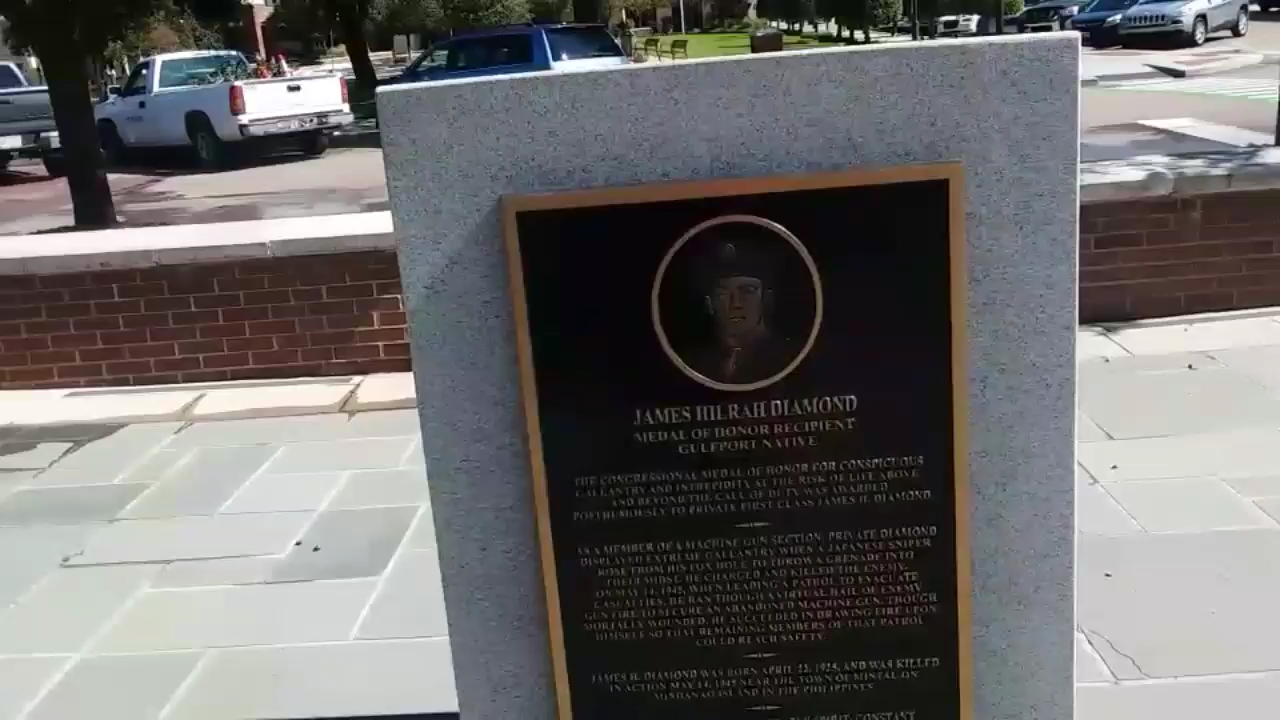 JAMES HILRAH DIAMOND
MEDAL OF HONOR RECIPIENT
GULFPORT NATIVE
THE CONGRESSIONAL MEDAL OF HONOR FOR CONSPICUOUS
GALLANTRY AND INTREPIDITY AT THE RISK OF LIFE ABOVE
AND BEYOND THE CALL OF DUTY WAS AWARDED
POSTHUMOUSLY TO PRIVATE FIRST CLASS JAMES H. DIAMOND
AS A MEMBER OF A MACHINE GUN SECTION, PRIVATE DIAMOND
DISPLAYED EXTREME GALLANTRY WHEN A JAPANESE SNIPER
ROSE FROM HIS FOX HOLE TO THROW A GRENADE INTO
THEIR MIDST. HE CHARGED AND KILLED THE ENEMY.
ON MAY 14, 1945, WHEN LEADING A PATROL TO EVACUATE
CASUALTIES, HE RAN THOUGH A VIRTUAL HAIL OF ENEMY
GUN FIRE TO SECURE AN ABANDONED MACHINE GUN. THOUGH
MORTALLY WOUNDED, HE SUCCEEDED IN DRAWING FIRE UPON
HIMSELF SO THAT REMAINING MEMBERS OF THAT PATROL
COULD REACH SAFETY.
JAMES H. DIAMOND WAS BORN APRIL 22, 1925, AND WAS KILLED
IN ACTION MAY 14, 1945 NEAR THE TOWN OF MINTAL ON
MINDANAO ISLAND IN THE PHILIPPINES
SPIRIT, CONSTANT